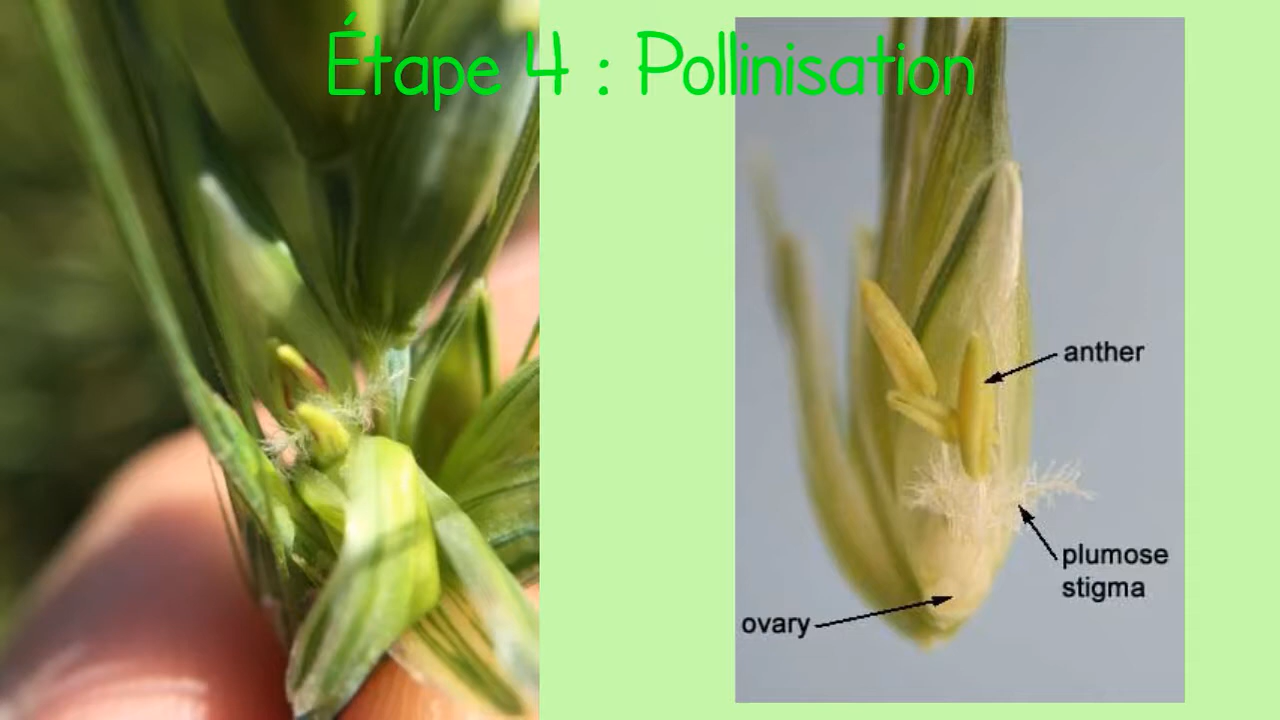 Étape 4 : Pollinisation
anther
plumose
stigma
ovary